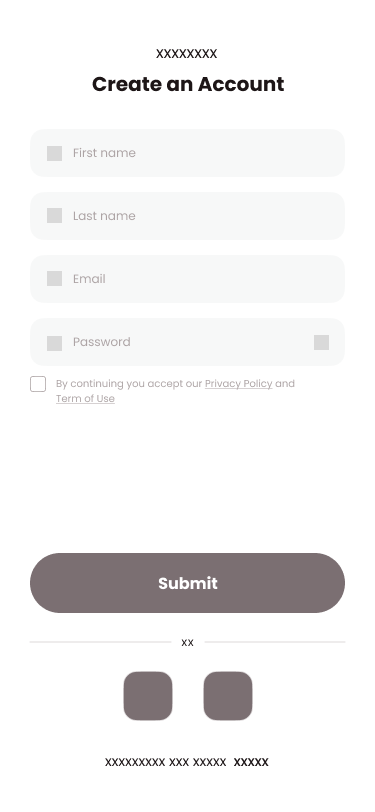 xxxxxxxx
Create an Account
First name
Last name
Email
Password
By continuing you accept our Privacy Policy and
Term of Use
Submit
xx
xxxxxxxxx xxx xxxxx xxxxx